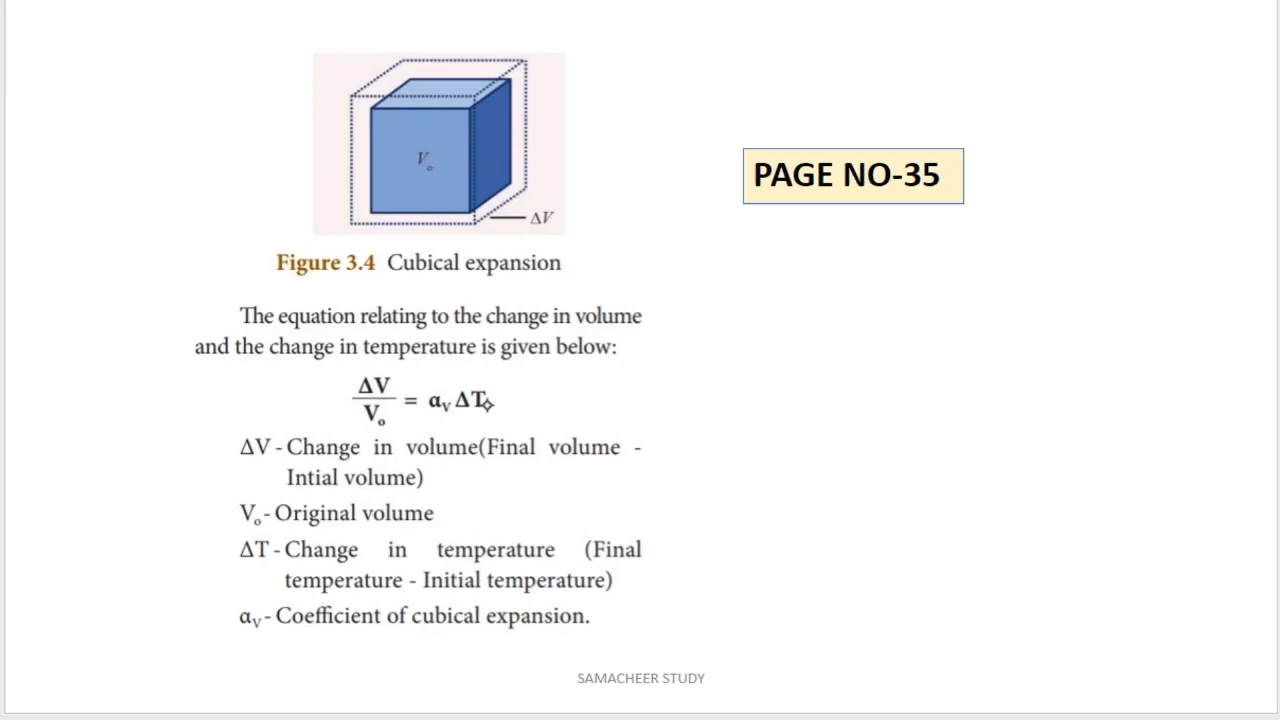 V₀
ΔV
PAGE NO-35
Figure 3.4 Cubical expansion
The equation relating to the change in volume
and the change in temperature is given below:
ΔV/V₀ = αᵥ ΔT
ΔV - Change in volume(Final volume -
Intial volume)
V₀ - Original volume
ΔT - Change in temperature (Final
temperature - Initial temperature)
αᵥ - Coefficient of cubical expansion.
SAMACHEER STUDY